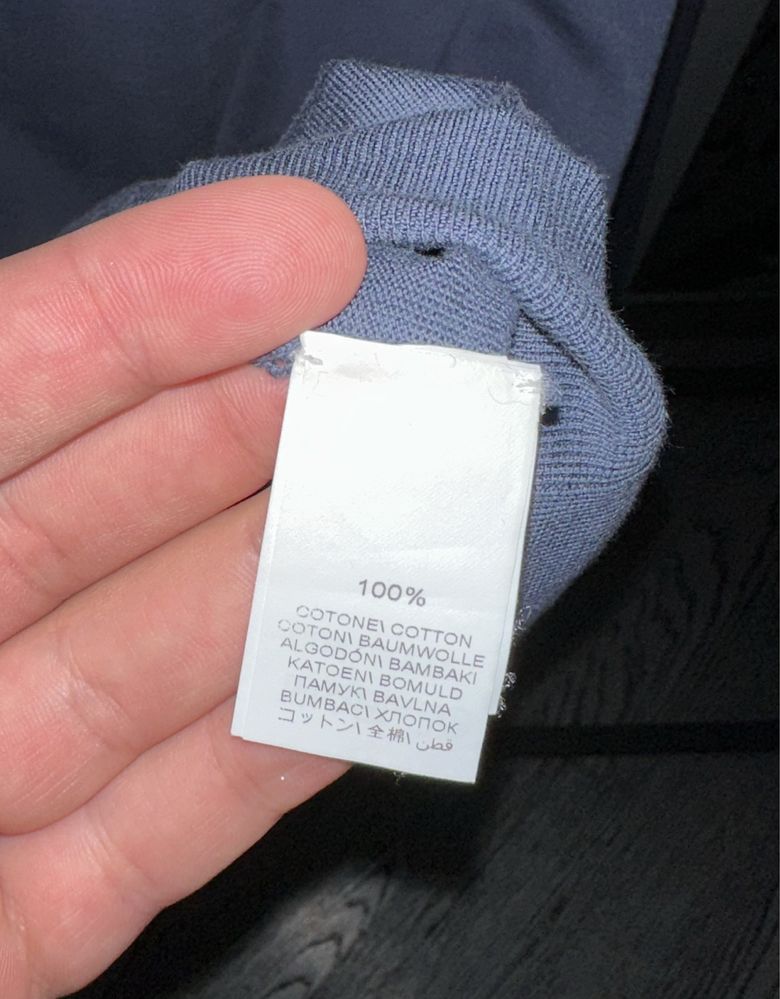 100%
COTONE\ COTTON
COTON\ BAUMWOLLE
ALGODÓN\ BAMBAKI
KATOEN\ BOMULD
ПАМУК\ BAVLNA
BUMBAC\ ХЛОПОК
コットン\ 全棉\ قطن